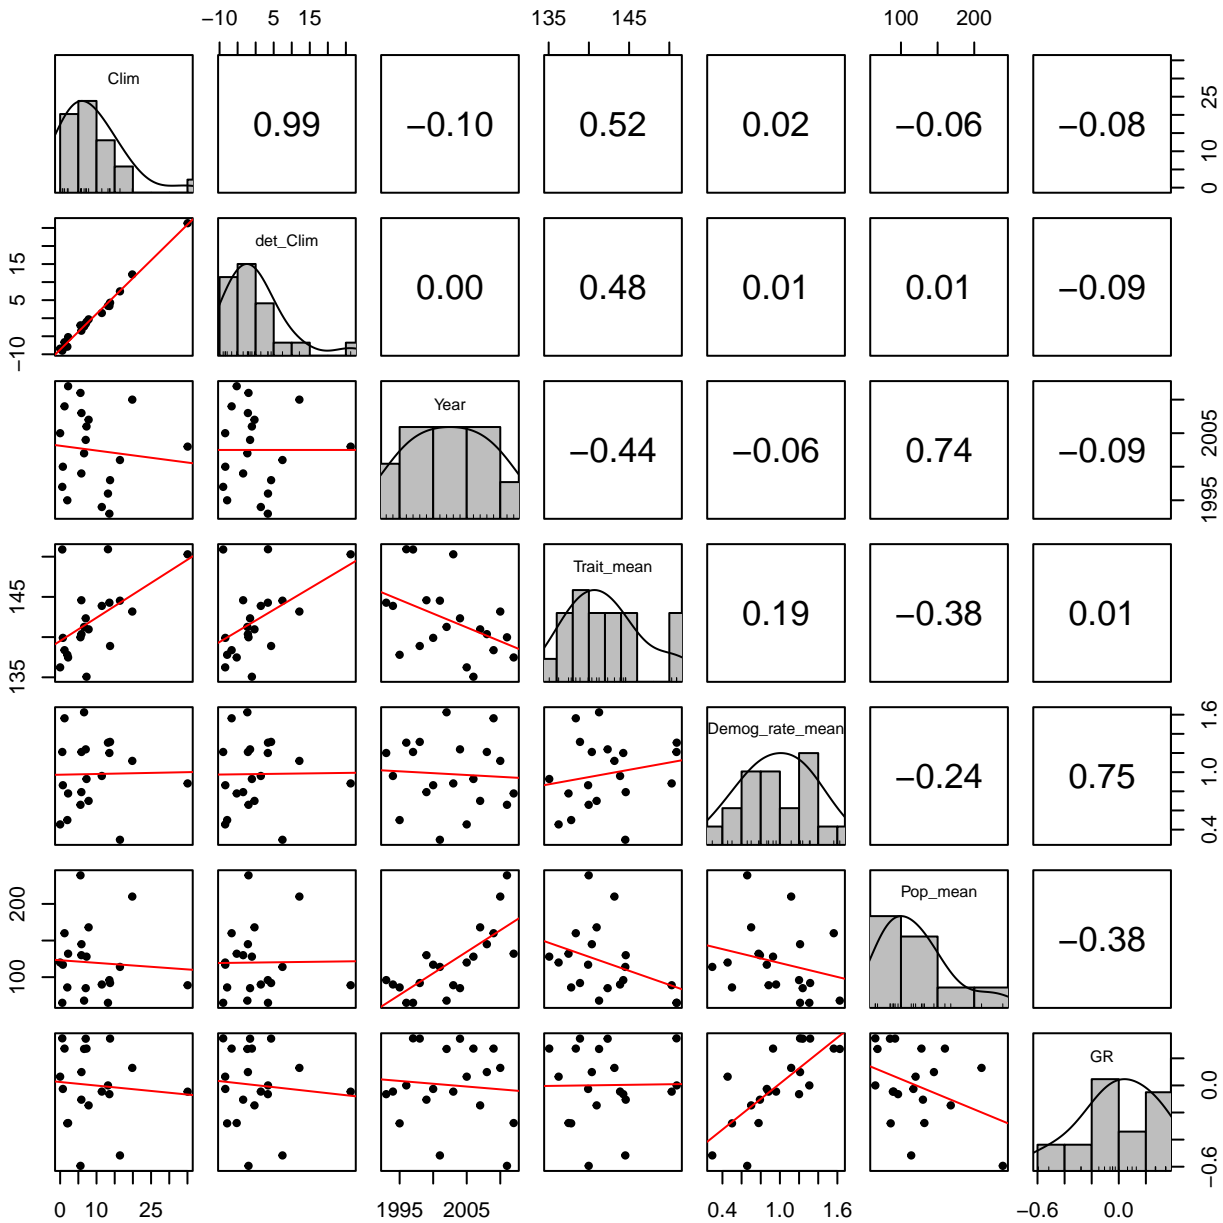 −10 5 15 135 145 100 200
Clim 0.99 −0.10 0.52 0.02 −0.06 −0.08 0 10 25
−10 5 15 det_Clim 0.00 0.48 0.01 0.01 −0.09
Year −0.44 −0.06 0.74 −0.09 1995 2005
135 145 Trait_mean 0.19 −0.38 0.01
Demog_rate_mean −0.24 0.75 0.4 1.0 1.6
100 200 Pop_mean −0.38
GR −0.6 0.0
0 10 25 1995 2005 0.4 1.0 1.6 −0.6 0.0